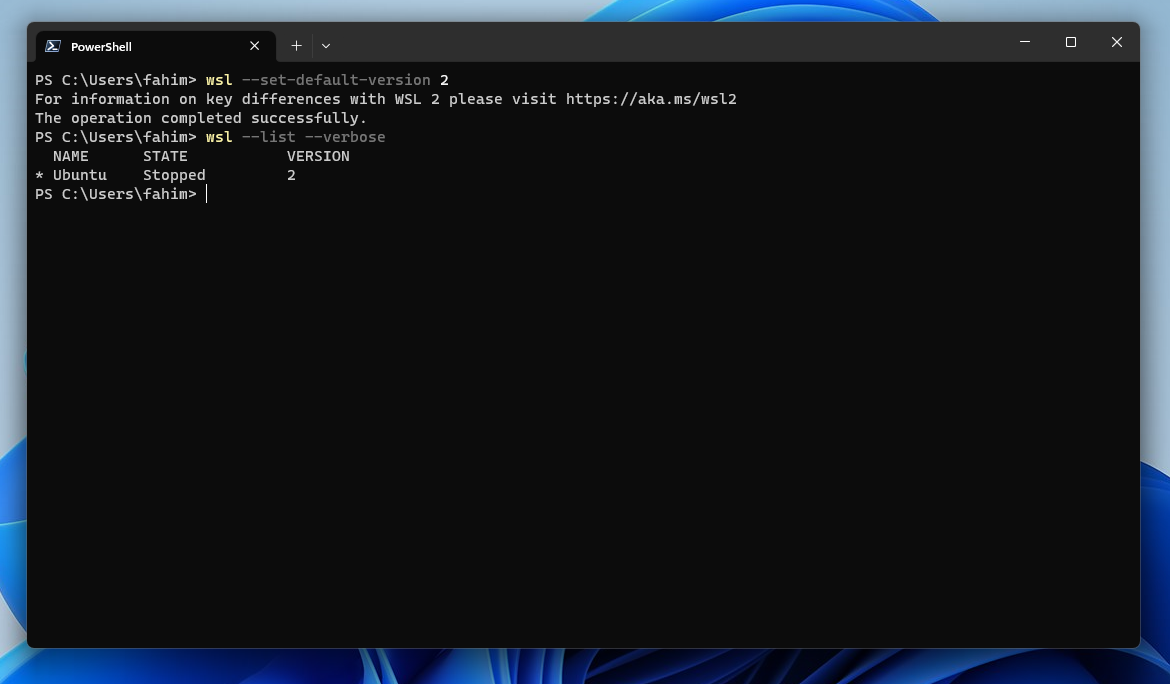 PowerShell
PS C:\Users\fahim> wsl --set-default-version 2
For information on key differences with WSL 2 please visit https://aka.ms/wsl2
The operation completed successfully.
PS C:\Users\fahim> wsl --list --verbose
  NAME      STATE           VERSION
* Ubuntu    Stopped         2
PS C:\Users\fahim>